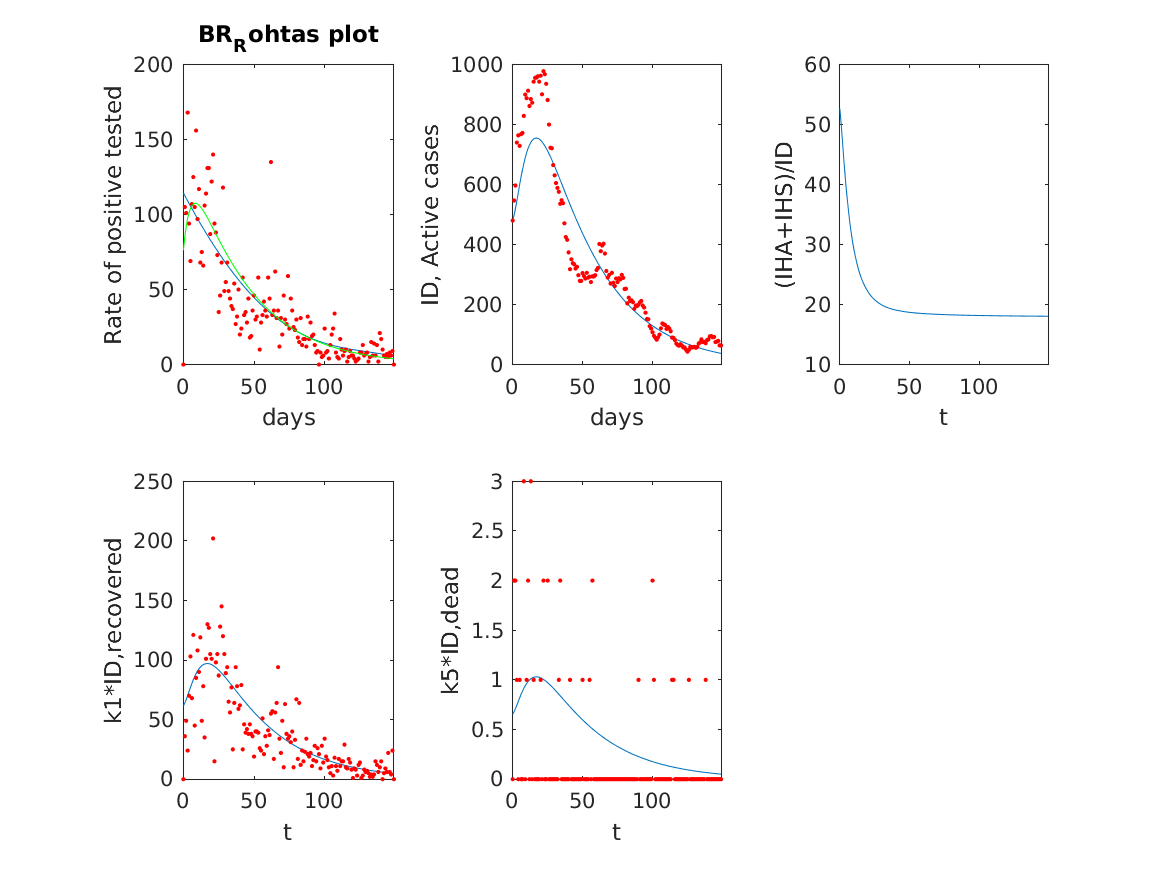 BR_Rohtas plot
Rate of positive tested
200
150
100
50
0
0 50 100
days
ID, Active cases
1000
800
600
400
200
0
0 50 100
days
(IHA+IHS)/ID
60
50
40
30
20
10
0 50 100
t
k1*ID,recovered
250
200
150
100
50
0
0 50 100
t
k5*ID,dead
3
2.5
2
1.5
1
0.5
0
0 50 100
t